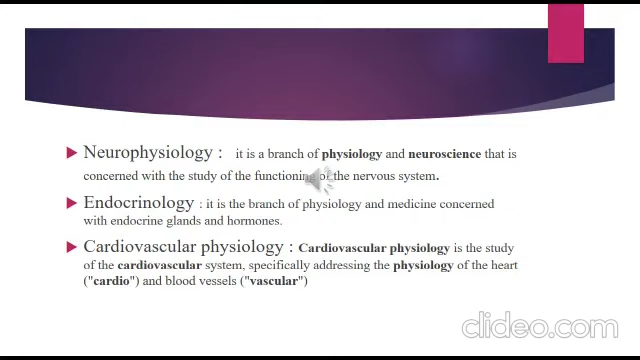 Neurophysiology : it is a branch of physiology and neuroscience that is
concerned with the study of the functioning of the nervous system.
Endocrinology : it is the branch of physiology and medicine concerned
with endocrine glands and hormones.
Cardiovascular physiology : Cardiovascular physiology is the study
of the cardiovascular system, specifically addressing the physiology of the heart
("cardio") and blood vessels ("vascular")
clideo.com